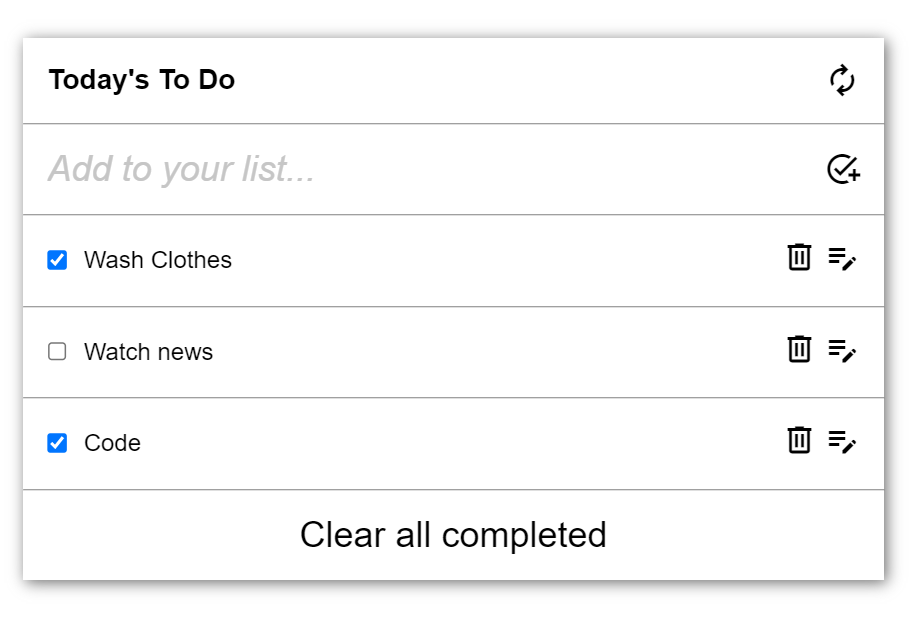 Today's To Do
Add to your list...
Wash Clothes
Watch news
Code
Clear all completed